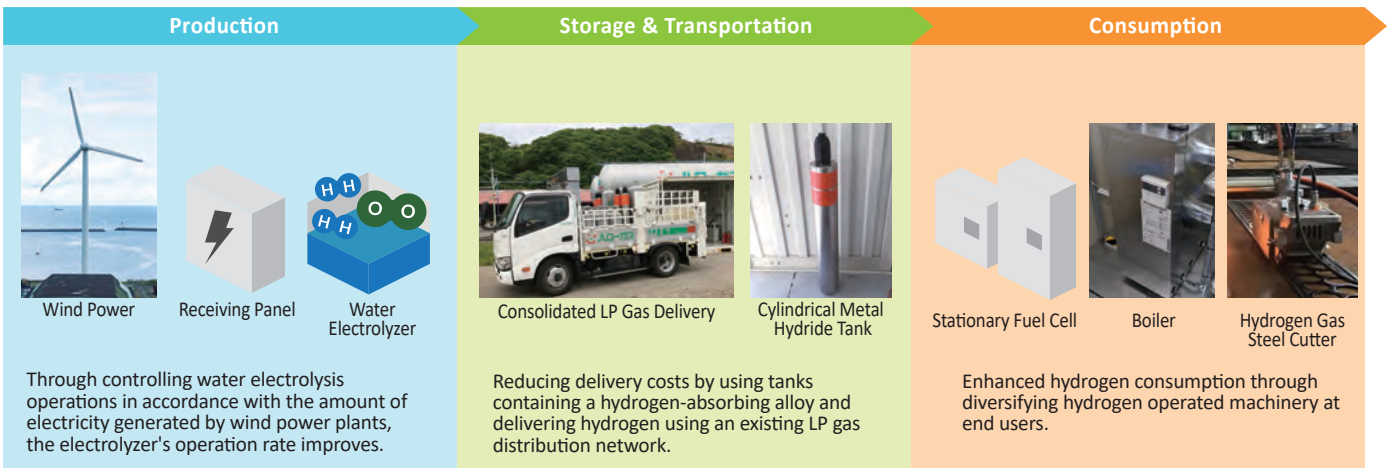 Production
Storage & Transportation
Consumption
H H
O O
H H
Wind Power
Receiving Panel
Water
Electrolyzer
Consolidated LP Gas Delivery
Cylindrical Metal
Hydride Tank
Stationary Fuel Cell
Boiler
Hydrogen Gas
Steel Cutter
Through controlling water electrolysis
operations in accordance with the amount of
electricity generated by wind power plants,
the electrolyzer's operation rate improves.
Reducing delivery costs by using tanks
containing a hydrogen-absorbing alloy and
delivering hydrogen using an existing LP gas
distribution network.
Enhanced hydrogen consumption through
diversifying hydrogen operated machinery at
end users.